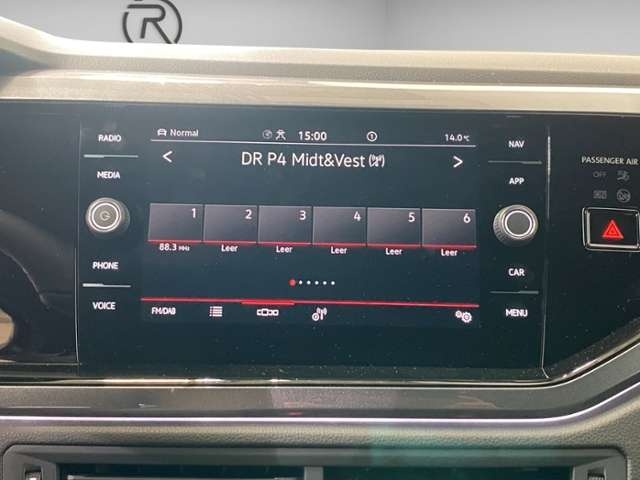 R
RADIO
MEDIA
PHONE
VOICE
Normal 15:00 1 14.0°C
< DR P4 Midt&Vest >
1 2 3 4 5 6
88.3 MHz Leer Leer Leer Leer Leer
FM/DAB
NAV
APP
CAR
MENU
PASSENGER AIR
OFF